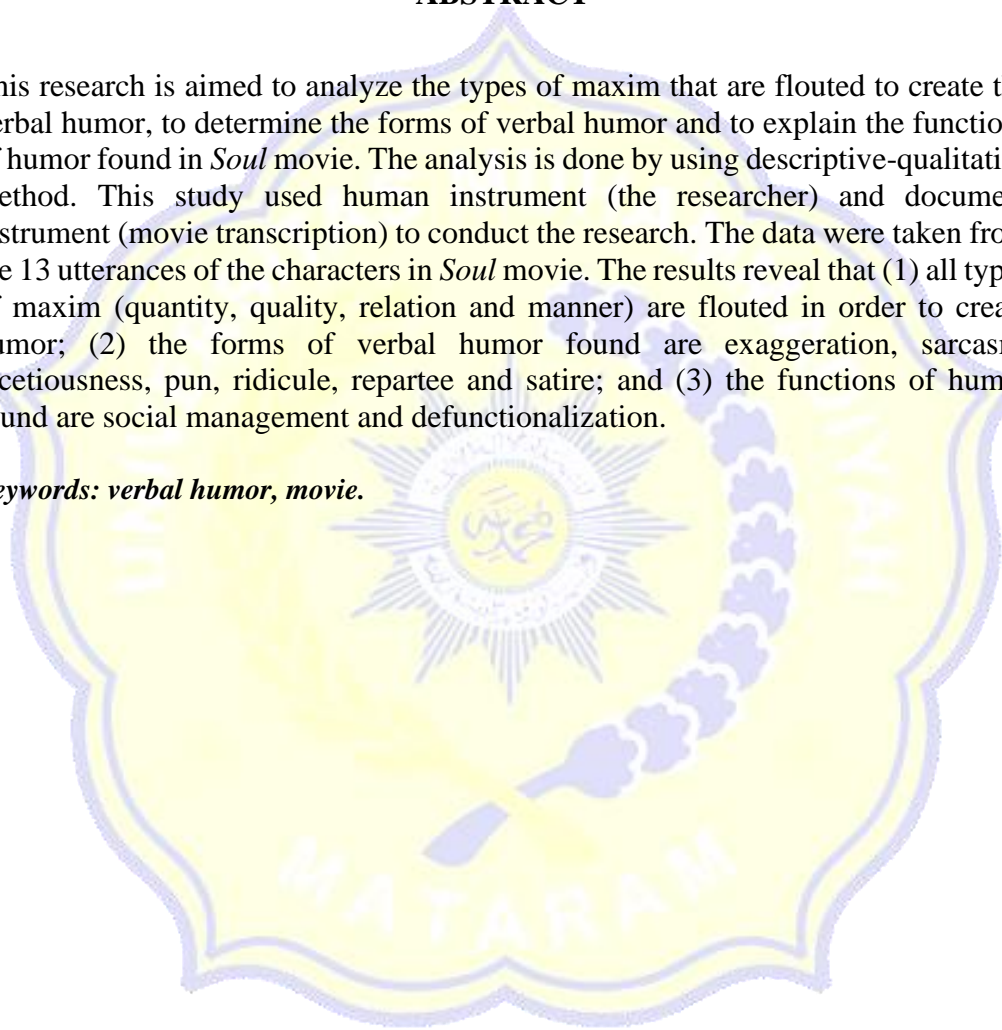 ABSTRACT
his research is aimed to analyze the types of maxim that are flouted to create t
erbal humor, to determine the forms of verbal humor and to explain the function
f humor found in Soul movie. The analysis is done by using descriptive-qualitati
ethod. This study used human instrument (the researcher) and docume
strument (movie transcription) to conduct the research. The data were taken fro
e 13 utterances of the characters in Soul movie. The results reveal that (1) all typ
f maxim (quantity, quality, relation and manner) are flouted in order to crea
umor; (2) the forms of verbal humor found are exaggeration, sarcasm
cetiousness, pun, ridicule, repartee and satire; and (3) the functions of hum
und are social management and defunctionalization.
eywords: verbal humor, movie.
MATARAM